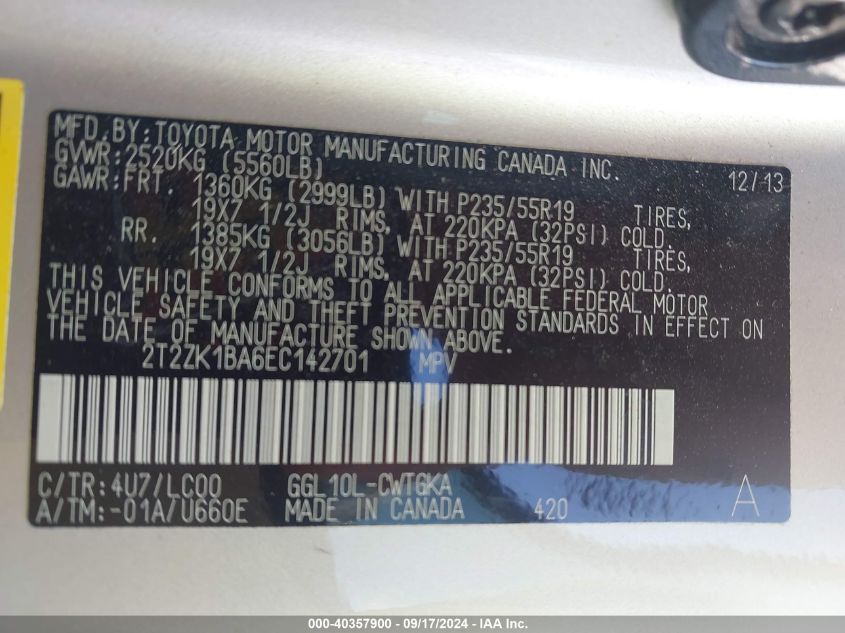 MFD. BY: TOYOTA MOTOR MANUFACTURING CANADA INC. 12/13
GVWR: 2520KG (5560LB)
GAWR: FRT. 1360KG (2999LB) WITH P235/55R19 TIRES,
19X7 1/2J RIMS, AT 220KPA (32PSI) COLD.
RR. 1385KG (3056LB) WITH P235/55R19 TIRES,
19X7 1/2J RIMS, AT 220KPA (32PSI) COLD.
THIS VEHICLE CONFORMS TO ALL APPLICABLE FEDERAL MOTOR
VEHICLE SAFETY AND THEFT PREVENTION STANDARDS IN EFFECT ON
THE DATE OF MANUFACTURE SHOWN ABOVE.
2T2ZK1BA6EC142701 MPV
C/TR: 4U7/LC00 GGL10L-CWTGKA
A/TM: -01A/U660E MADE IN CANADA 420 A
000-40357900 - 09/17/2024 - IAA Inc.